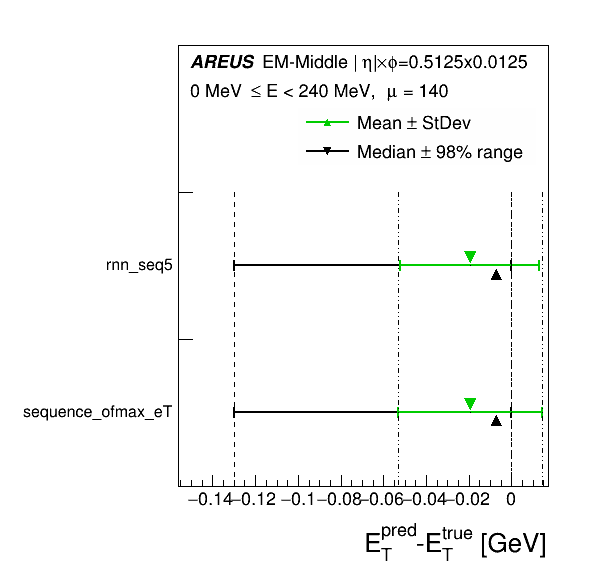 AREUS EM-Middle |η|×ϕ=0.5125x0.0125
0 MeV ≤ E < 240 MeV, μ = 140
Mean ± StDev
Median ± 98% range
rnn_seq5
sequence_ofmax_eT
−0.14 −0.12 −0.1 −0.08 −0.06 −0.04 −0.02 0
E_T^pred-E_T^true [GeV]